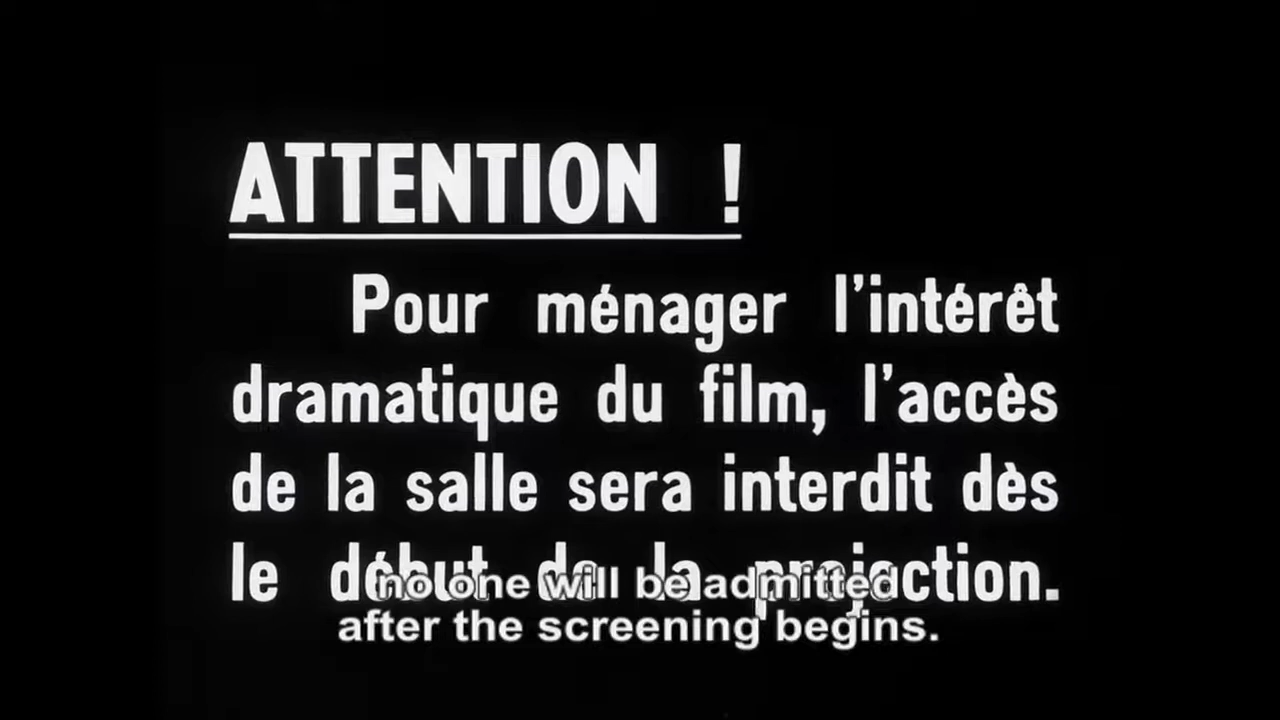 ATTENTION !
Pour ménager l'intérêt
dramatique du film, l'accès
de la salle sera interdit dès
le début de la projection.
no one will be admitted
after the screening begins.